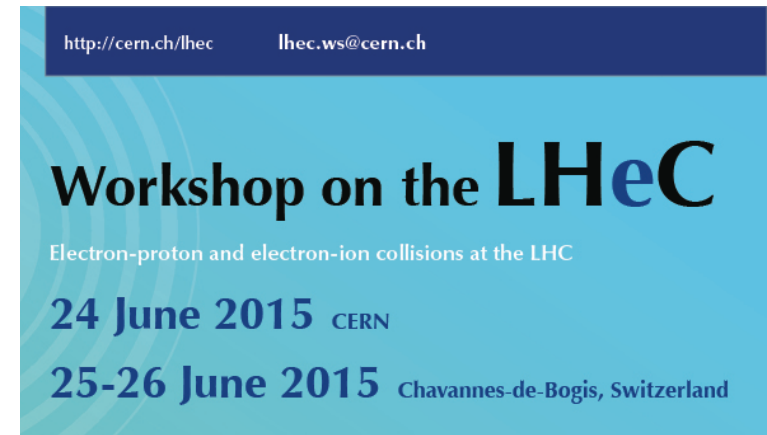 http://cern.ch/lhec lhec.ws@cern.ch
Workshop on the LHeC
Electron-proton and electron-ion collisions at the LHC
24 June 2015 CERN
25-26 June 2015 Chavannes-de-Bogis, Switzerland